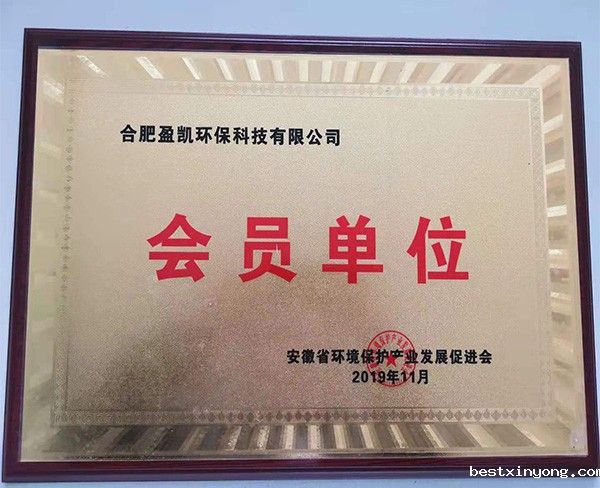 合肥盈凯环保科技有限公司
会员单位
安徽省环境保护产业发展促进会
2019年11月
bestxinyong.com